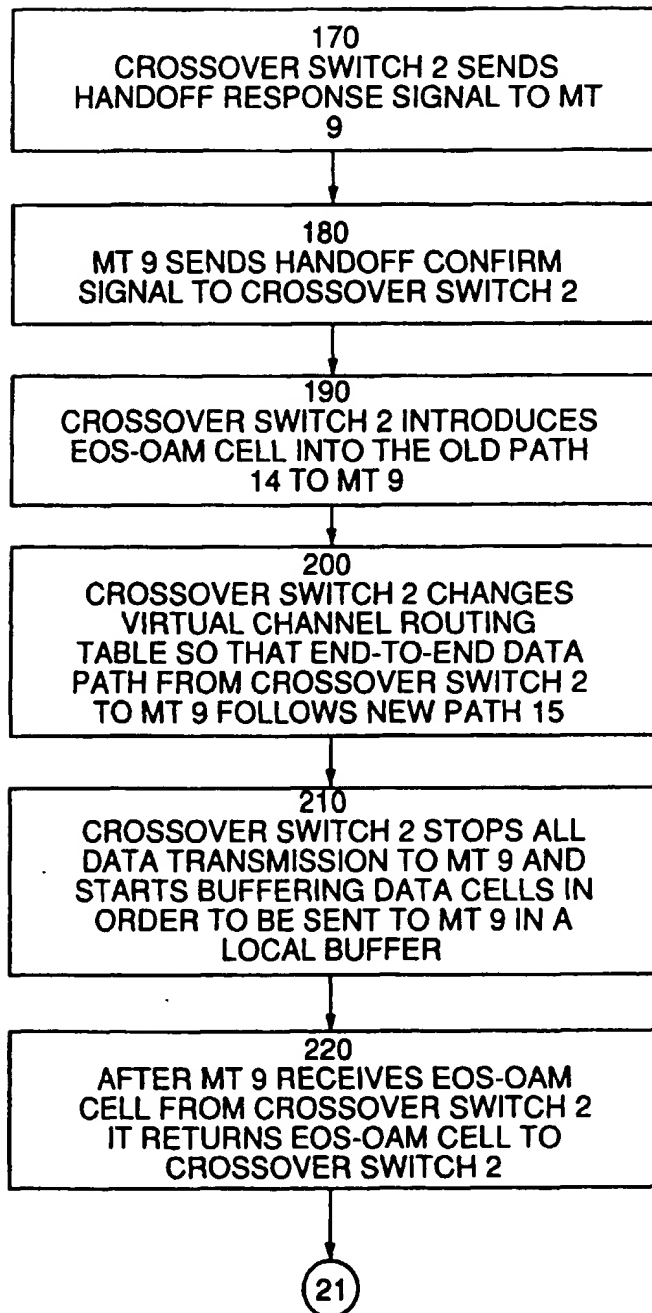 170
CROSSOVER SWITCH 2 SENDS
HANDOFF RESPONSE SIGNAL TO MT
9
180
MT 9 SENDS HANDOFF CONFIRM
SIGNAL TO CROSSOVER SWITCH 2
190
CROSSOVER SWITCH 2 INTRODUCES
EOS-OAM CELL INTO THE OLD PATH
14 TO MT 9
200
CROSSOVER SWITCH 2 CHANGES
VIRTUAL CHANNEL ROUTING
TABLE SO THAT END-TO-END DATA
PATH FROM CROSSOVER SWITCH 2
TO MT 9 FOLLOWS NEW PATH 15
210
CROSSOVER SWITCH 2 STOPS ALL
DATA TRANSMISSION TO MT 9 AND
STARTS BUFFERING DATA CELLS IN
ORDER TO BE SENT TO MT 9 IN A
LOCAL BUFFER
220
AFTER MT 9 RECEIVES EOS-OAM
CELL FROM CROSSOVER SWITCH 2
IT RETURNS EOS-OAM CELL TO
CROSSOVER SWITCH 2
21